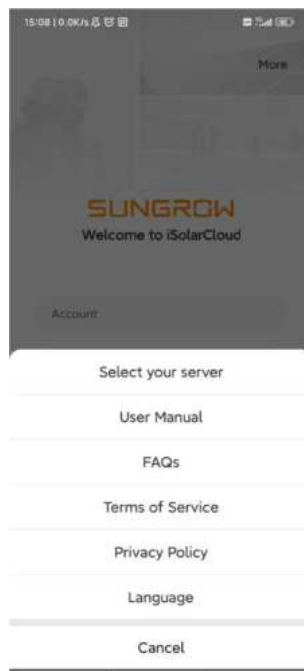 15:08 | 0.0K/s
More
SUNGROW
Welcome to iSolarCloud
Account
Select your server
User Manual
FAQs
Terms of Service
Privacy Policy
Language
Cancel